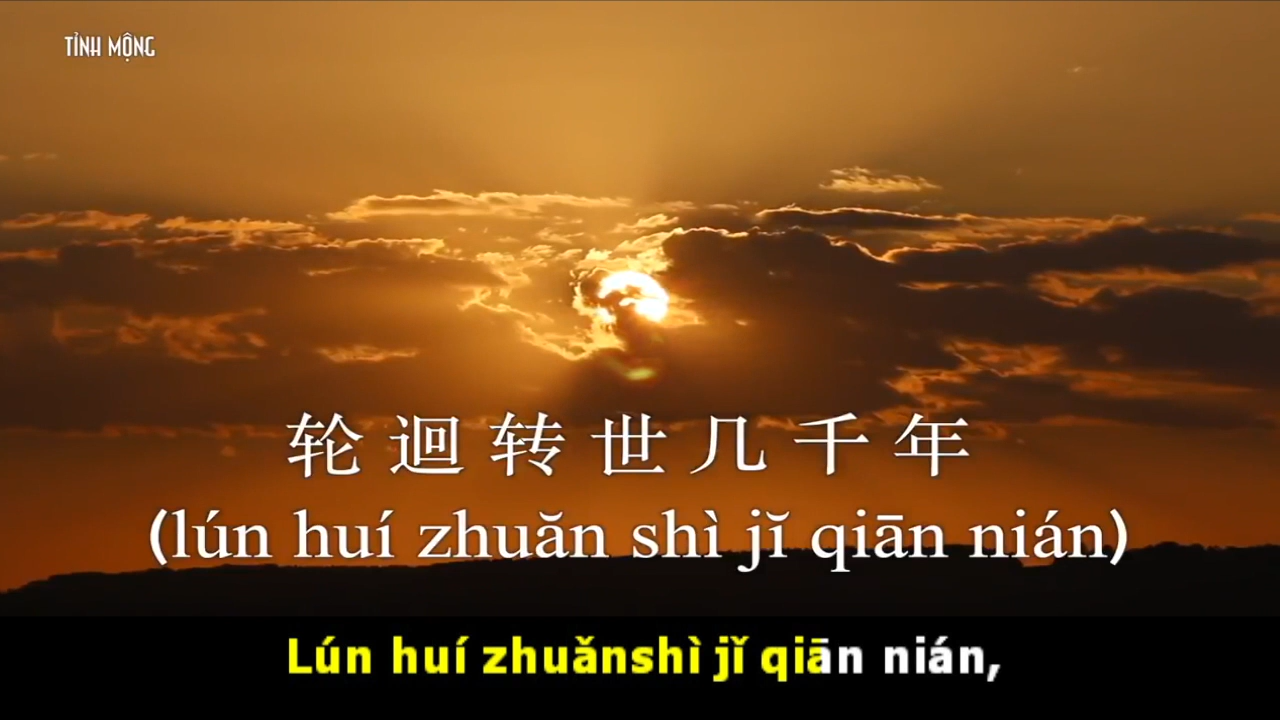 TỈNH MỘNG
轮迴转世几千年
(lún huí zhuăn shì jĭ qiān nián)
Lún huí zhuǎnshì jǐ qiān nián,